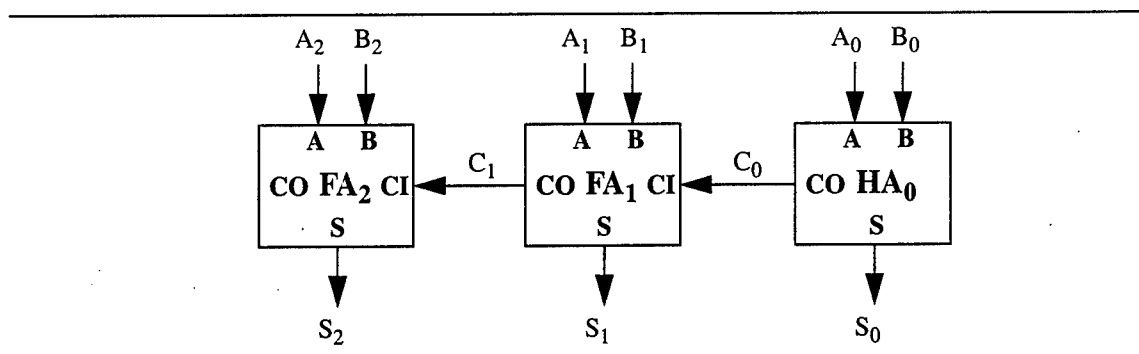 A₂ B₂ A₁ B₁ A₀ B₀
A B A B A B
C₁ C₀
CO FA₂ CI CO FA₁ CI CO HA₀
S S S
S₂ S₁ S₀